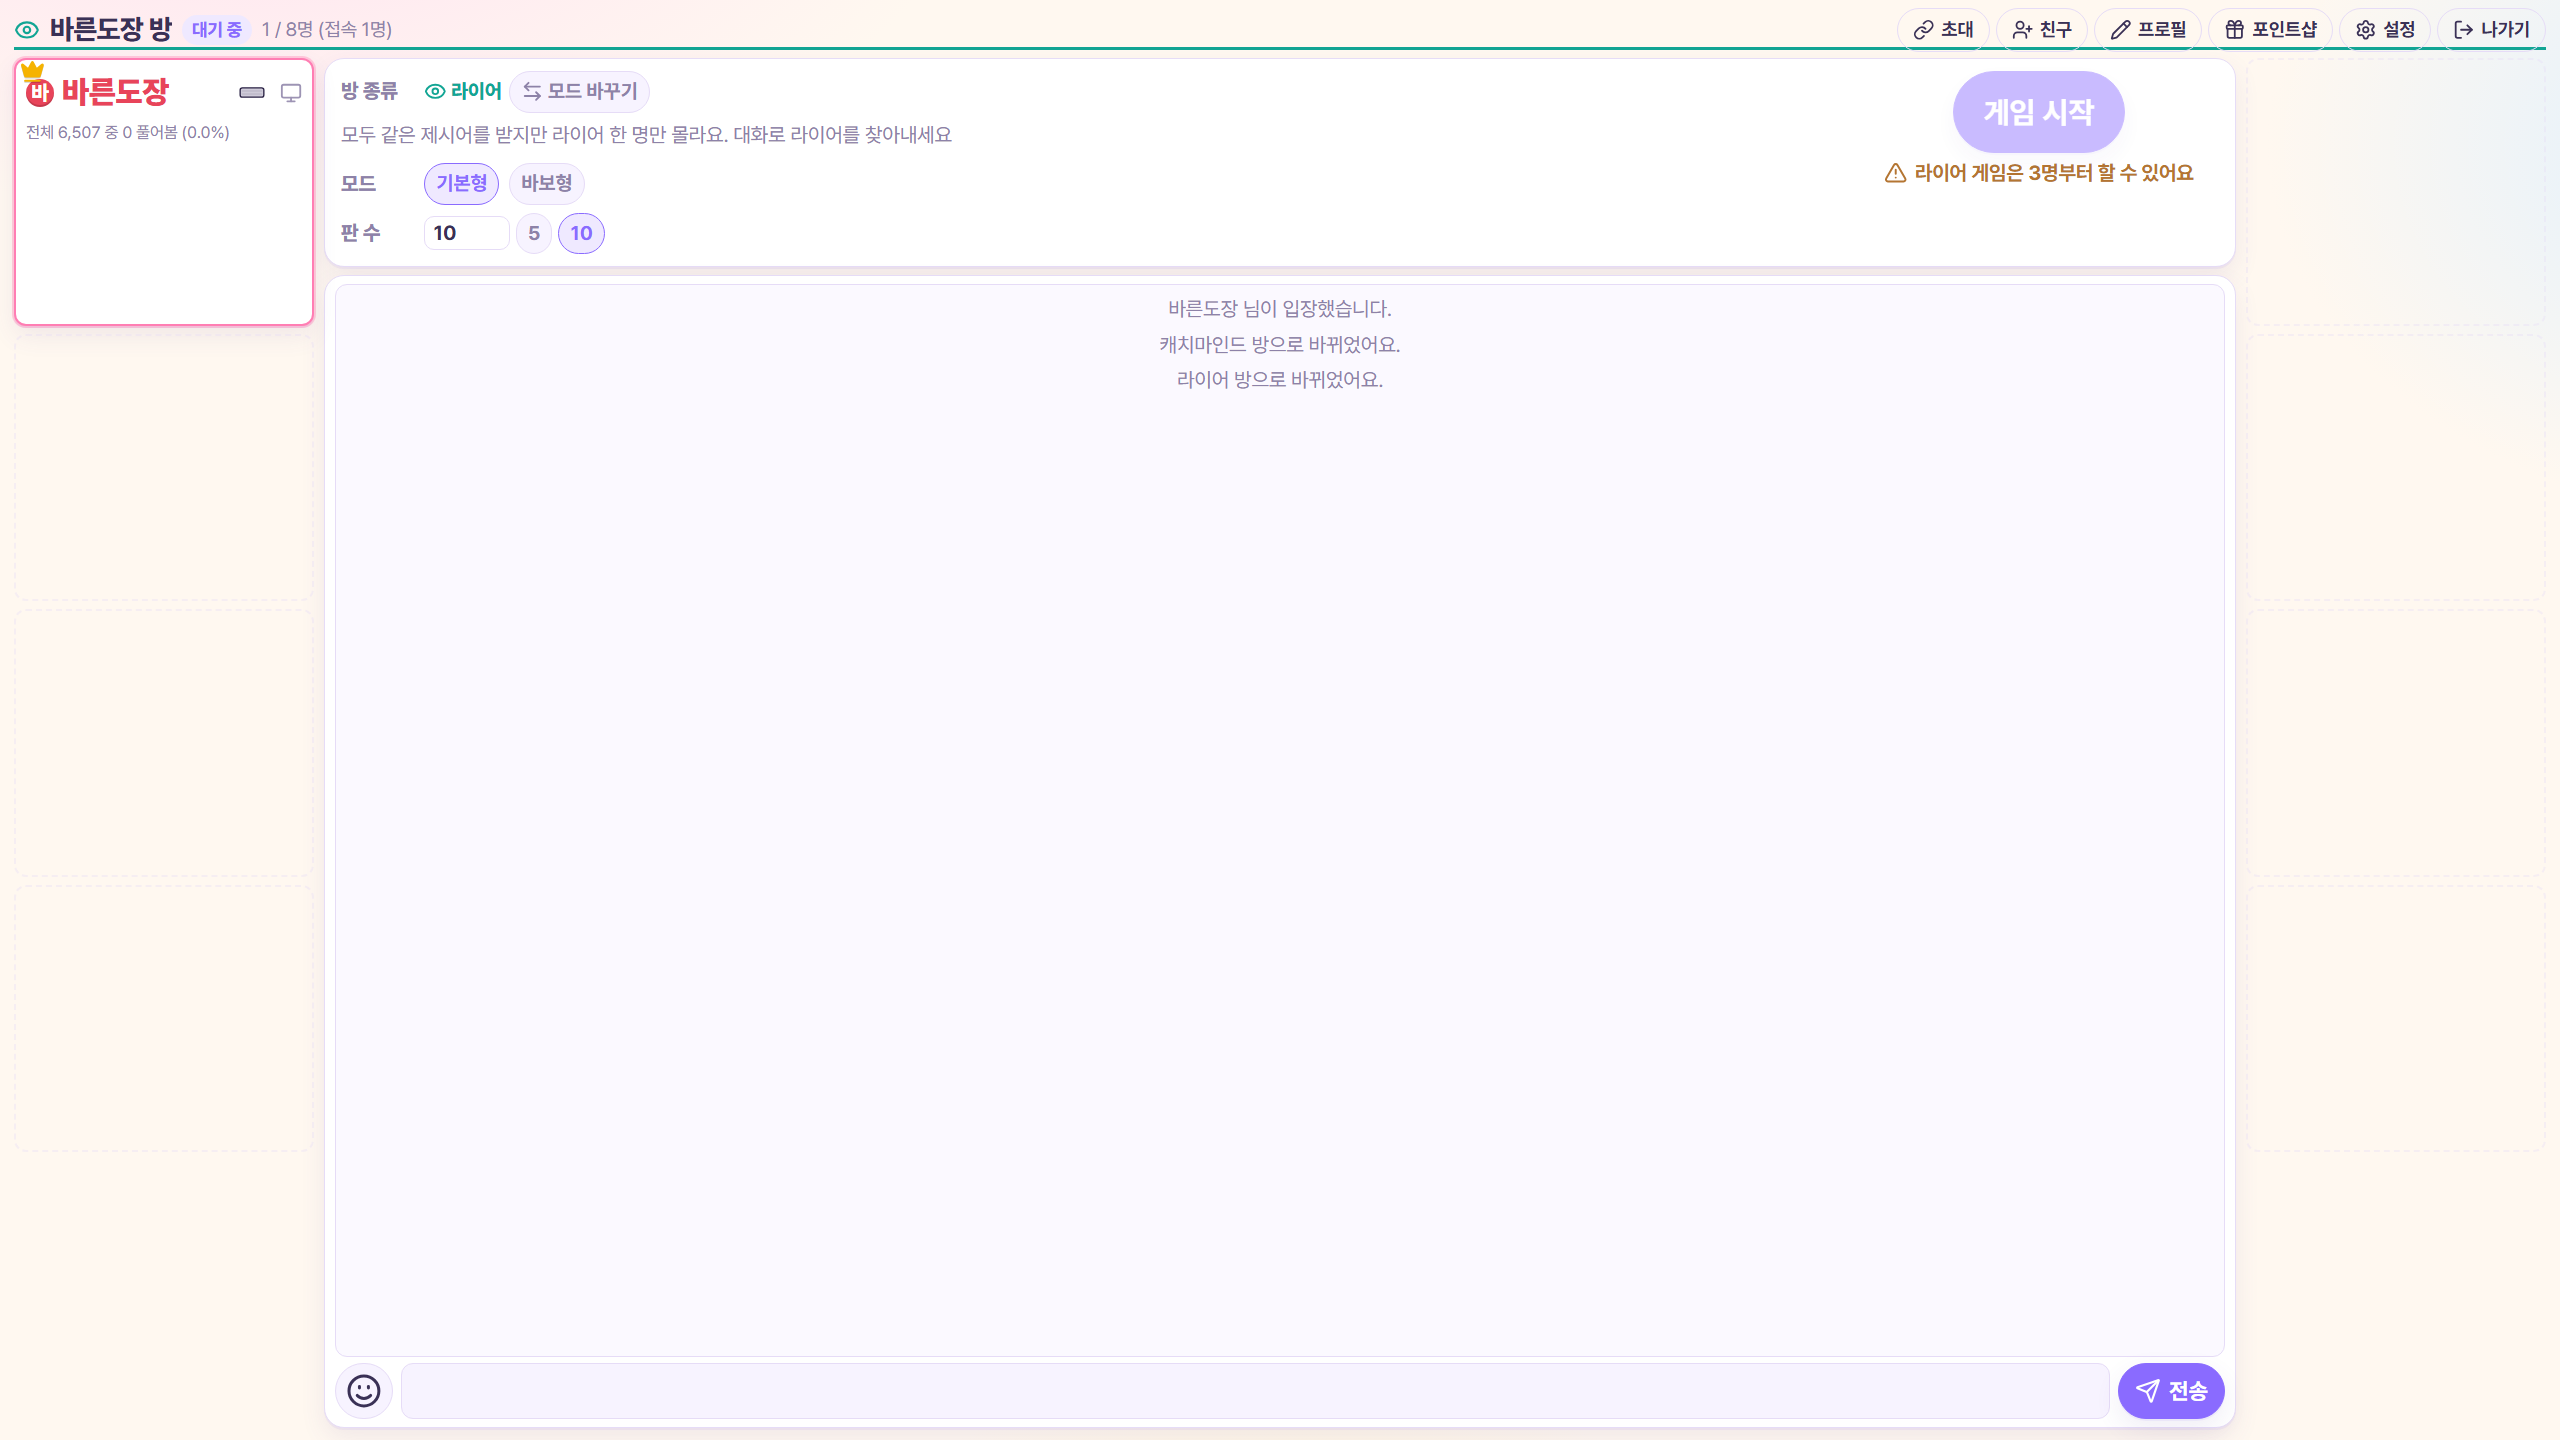 바른도장 방 대기 중 1 / 8명 (접속 1명)
초대 친구 프로필 포인트샵 설정 나가기
바 바른도장
전체 6,507 중 0 풀어봄 (0.0%)
방 종류 라이어 모드 바꾸기
모두 같은 제시어를 받지만 라이어 한 명만 몰라요. 대화로 라이어를 찾아내세요
모드 기본형 바보형
판 수 10 5 10
게임 시작
라이어 게임은 3명부터 할 수 있어요
바른도장 님이 입장했습니다.
캐치마인드 방으로 바뀌었어요.
라이어 방으로 바뀌었어요.
전송